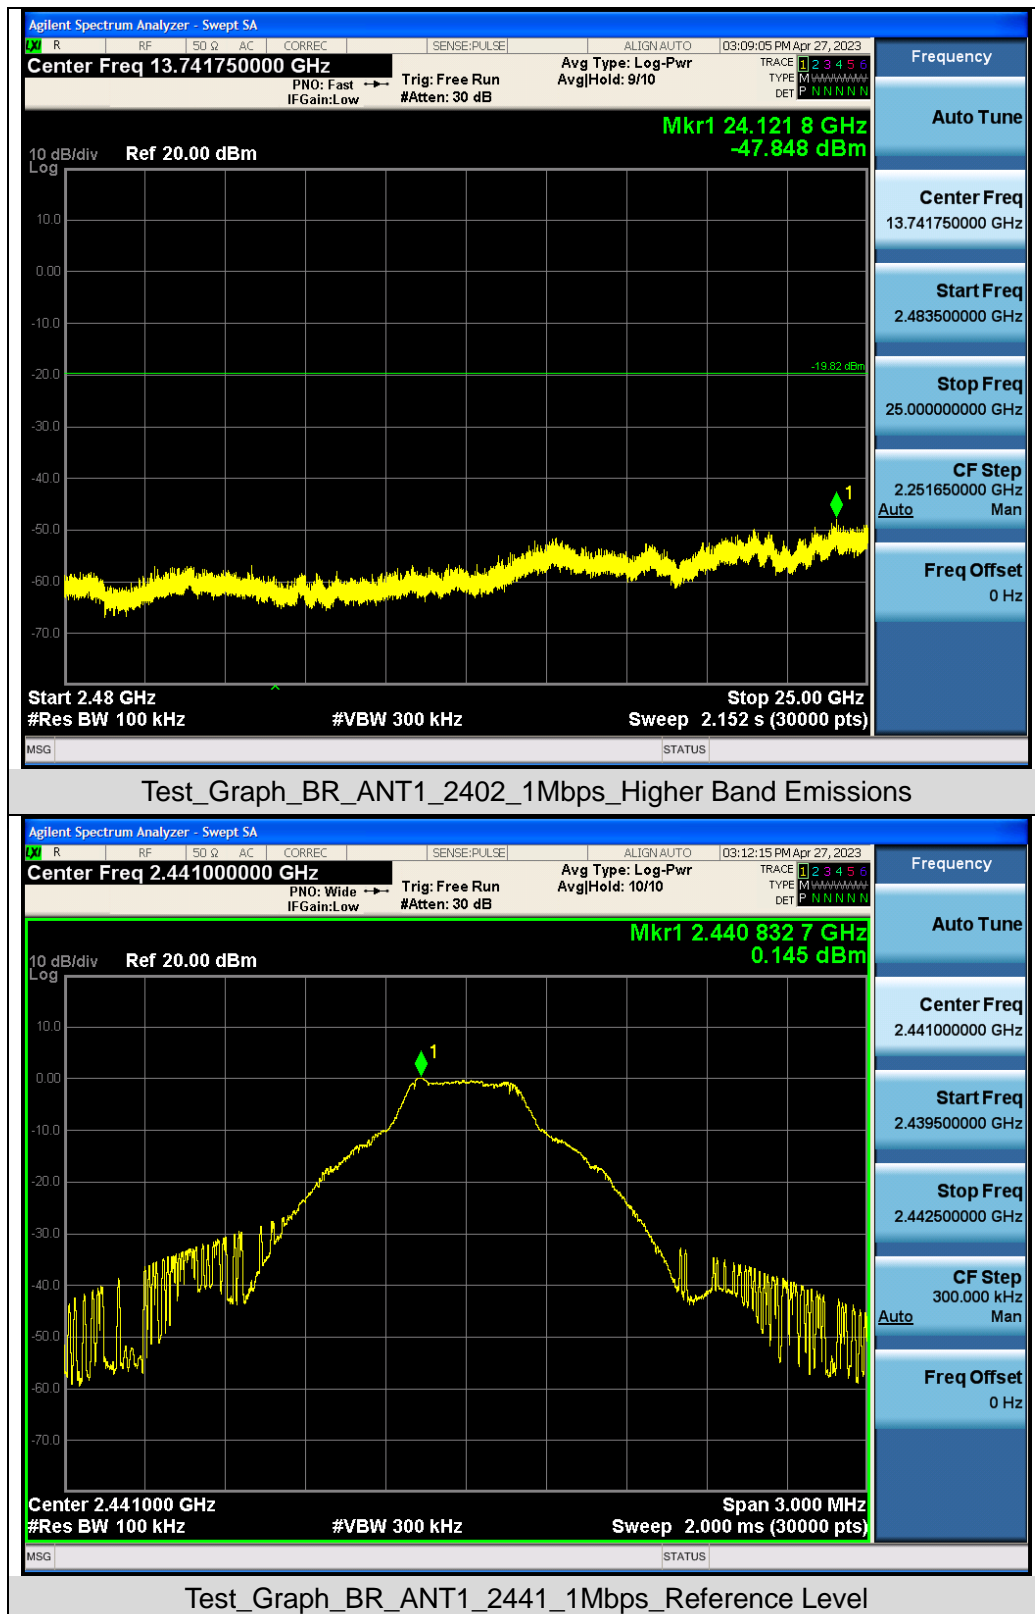 Agilent Spectrum Analyzer - Swept SA
LXI R RF 50 Ω AC CORREC SENSE:PULSE ALIGN AUTO 03:09:05 PM Apr 27, 2023
Center Freq 13.741750000 GHz
PNO: Fast
IFGain:Low
Trig: Free Run
#Atten: 30 dB
Avg Type: Log-Pwr
Avg|Hold: 9/10
TRACE 1 2 3 4 5 6
TYPE M WWWWW
DET P N N N N N
Mkr1 24.121 8 GHz
-47.848 dBm
10 dB/div Ref 20.00 dBm
Log
10.0
0.00
-10.0
-19.82 dBm
-20.0
-30.0
-40.0
1
-50.0
-60.0
-70.0
Start 2.48 GHz Stop 25.00 GHz
#Res BW 100 kHz #VBW 300 kHz Sweep 2.152 s (30000 pts)
MSG STATUS
Frequency
Auto Tune
Center Freq
13.741750000 GHz
Start Freq
2.483500000 GHz
Stop Freq
25.000000000 GHz
CF Step
2.251650000 GHz
Auto Man
Freq Offset
0 Hz
Test_Graph_BR_ANT1_2402_1Mbps_Higher Band Emissions
Agilent Spectrum Analyzer - Swept SA
LXI R RF 50 Ω AC CORREC SENSE:PULSE ALIGN AUTO 03:12:15 PM Apr 27, 2023
Center Freq 2.441000000 GHz
PNO: Wide
IFGain:Low
Trig: Free Run
#Atten: 30 dB
Avg Type: Log-Pwr
Avg|Hold: 10/10
TRACE 1 2 3 4 5 6
TYPE M WWWWW
DET P N N N N N
Mkr1 2.440 832 7 GHz
0.145 dBm
10 dB/div Ref 20.00 dBm
Log
10.0
1
0.00
-10.0
-20.0
-30.0
-40.0
-50.0
-60.0
-70.0
Center 2.441000 GHz Span 3.000 MHz
#Res BW 100 kHz #VBW 300 kHz Sweep 2.000 ms (30000 pts)
MSG STATUS
Frequency
Auto Tune
Center Freq
2.441000000 GHz
Start Freq
2.439500000 GHz
Stop Freq
2.442500000 GHz
CF Step
300.000 kHz
Auto Man
Freq Offset
0 Hz
Test_Graph_BR_ANT1_2441_1Mbps_Reference Level